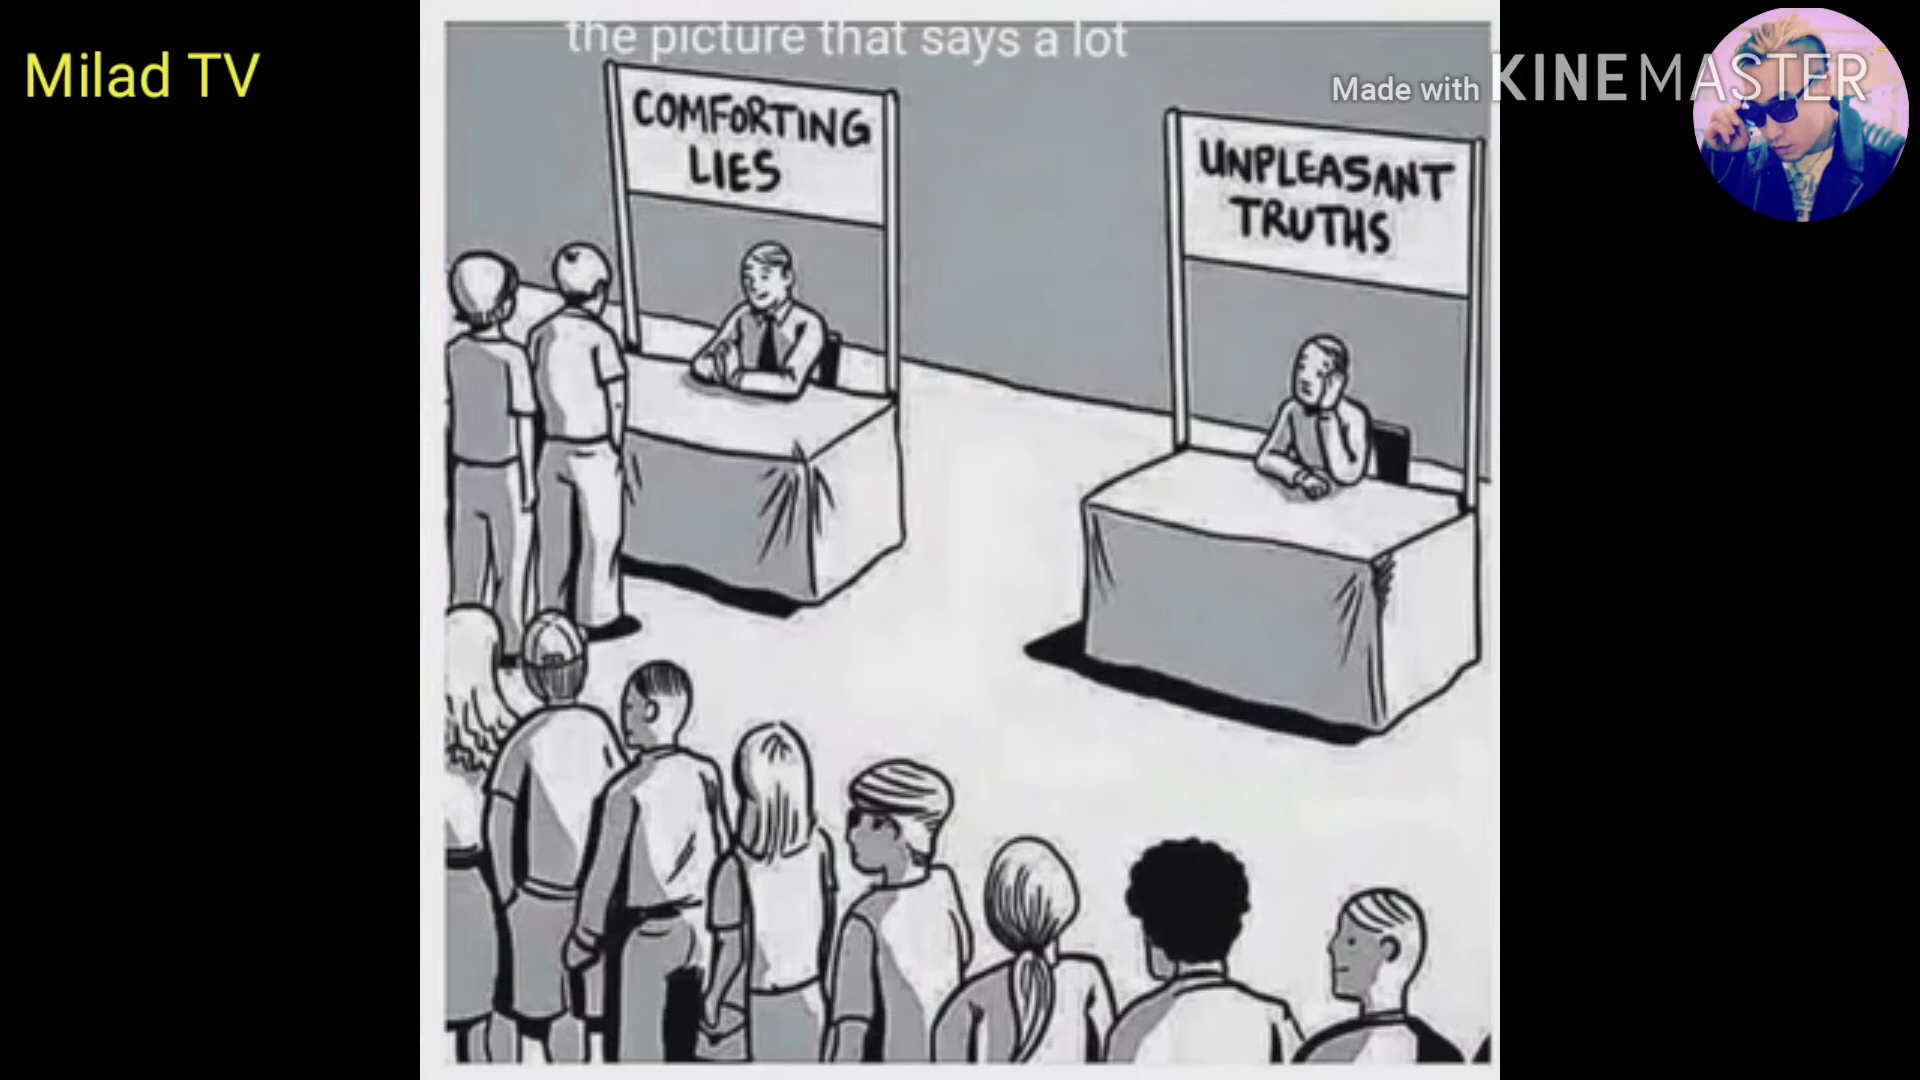 the picture that says a lot
Milad TV
Made with KINEMASTER
COMFORTING
LIES
UNPLEASANT
TRUTHS